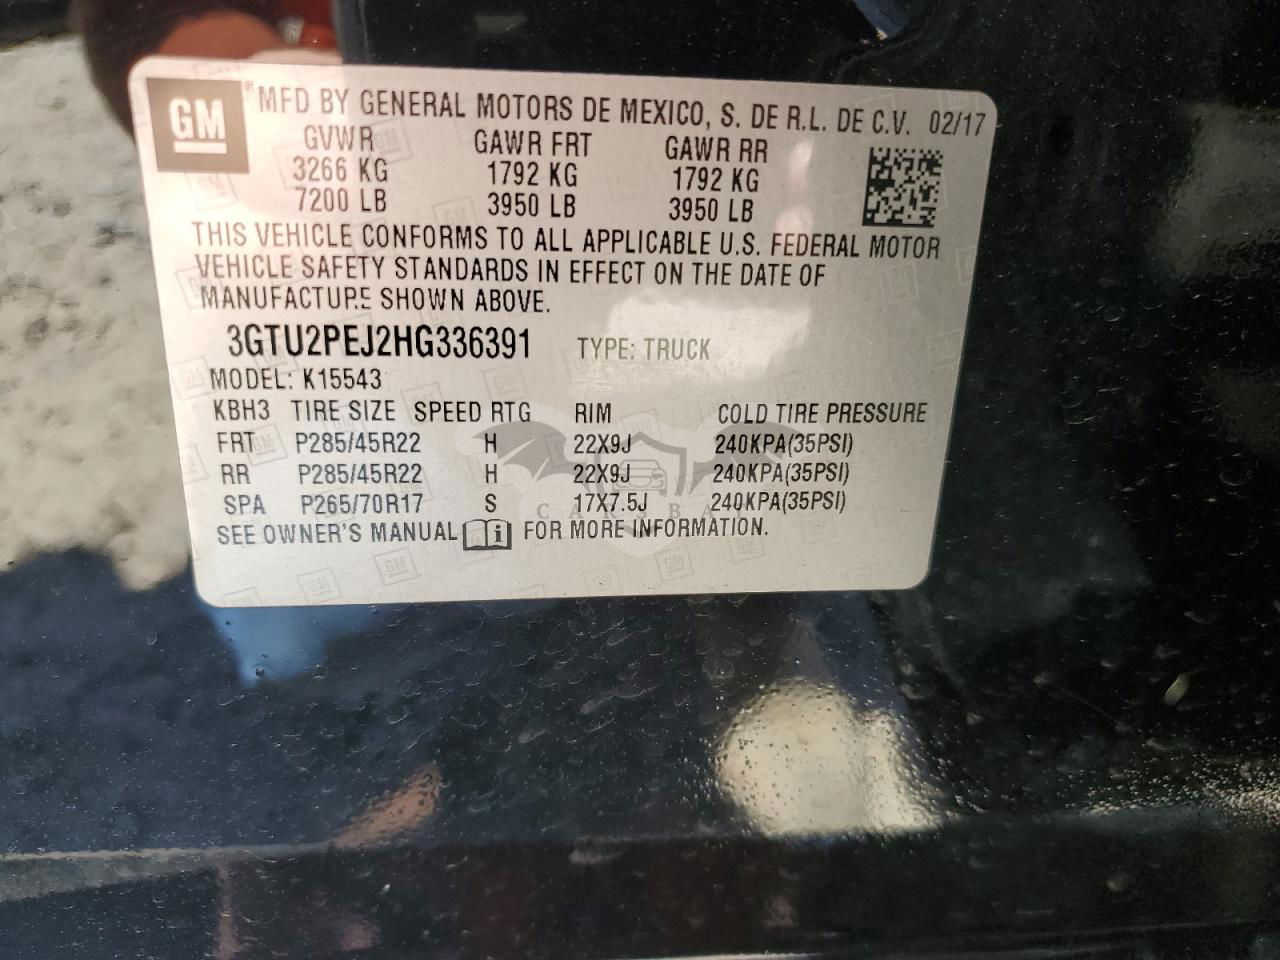 GM ® MFD BY GENERAL MOTORS DE MEXICO, S. DE R.L. DE C.V. 02/17
GVWR GAWR FRT GAWR RR
3266 KG 1792 KG 1792 KG
7200 LB 3950 LB 3950 LB
THIS VEHICLE CONFORMS TO ALL APPLICABLE U.S. FEDERAL MOTOR
VEHICLE SAFETY STANDARDS IN EFFECT ON THE DATE OF
MANUFACTURE SHOWN ABOVE.
3GTU2PEJ2HG336391 TYPE: TRUCK
MODEL: K15543
KBH3 TIRE SIZE SPEED RTG RIM COLD TIRE PRESSURE
FRT P285/45R22 H 22X9J 240KPA(35PSI)
RR P285/45R22 H 22X9J 240KPA(35PSI)
SPA P265/70R17 S 17X7.5J 240KPA(35PSI)
SEE OWNER'S MANUAL i FOR MORE INFORMATION.